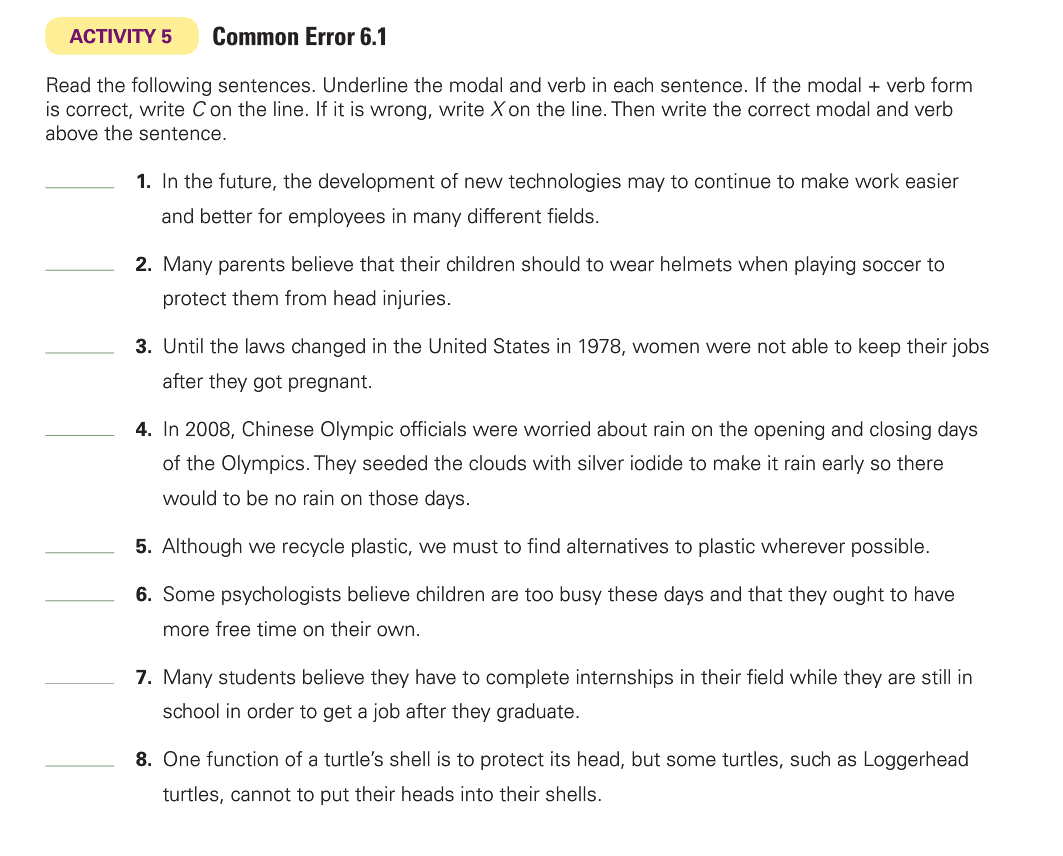 ACTIVITY 5 Common Error 6.1
Read the following sentences. Underline the modal and verb in each sentence. If the modal + verb form
is correct, write C on the line. If it is wrong, write X on the line. Then write the correct modal and verb
above the sentence.
1. In the future, the development of new technologies may to continue to make work easier
and better for employees in many different fields.
2. Many parents believe that their children should to wear helmets when playing soccer to
protect them from head injuries.
3. Until the laws changed in the United States in 1978, women were not able to keep their jobs
after they got pregnant.
4. In 2008, Chinese Olympic officials were worried about rain on the opening and closing days
of the Olympics. They seeded the clouds with silver iodide to make it rain early so there
would to be no rain on those days.
5. Although we recycle plastic, we must to find alternatives to plastic wherever possible.
6. Some psychologists believe children are too busy these days and that they ought to have
more free time on their own.
7. Many students believe they have to complete internships in their field while they are still in
school in order to get a job after they graduate.
8. One function of a turtle's shell is to protect its head, but some turtles, such as Loggerhead
turtles, cannot to put their heads into their shells.